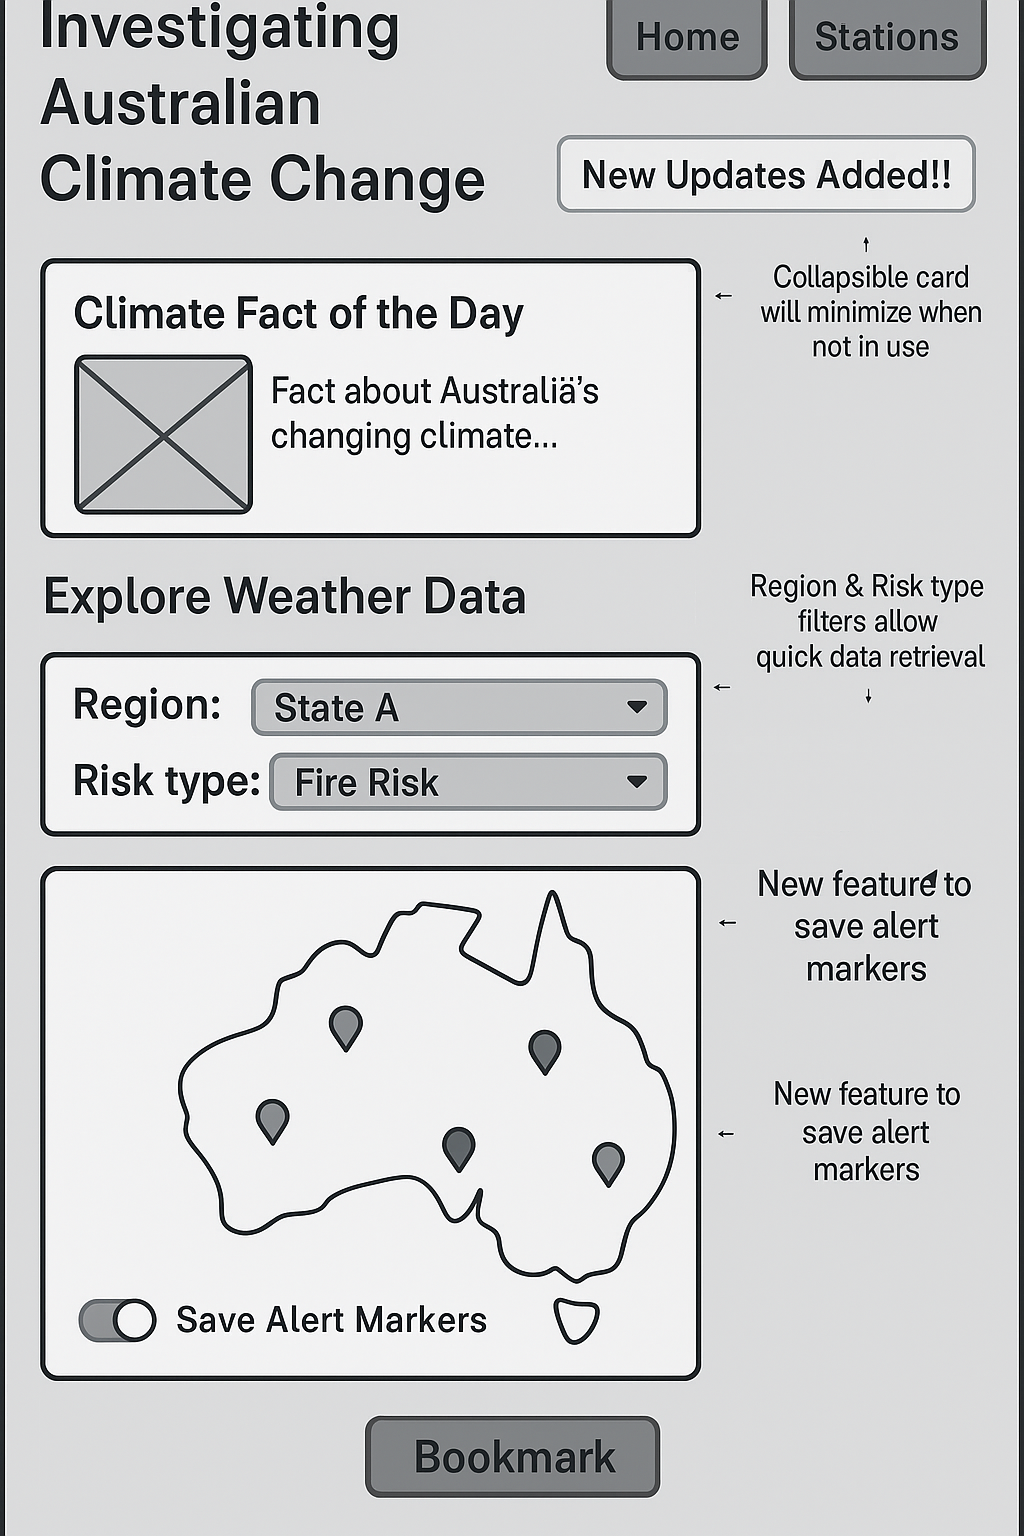 Investigating
Australian
Climate Change
Home
Stations
New Updates Added!!
Climate Fact of the Day
Fact about Australiä’s
changing climate...
Collapsible card
will minimize when
not in use
Explore Weather Data
Region & Risk type
filters allow
quick data retrieval
Region:
State A
Risk type:
Fire Risk
New feature to
save alert
markers
New feature to
save alert
markers
Save Alert Markers
Bookmark